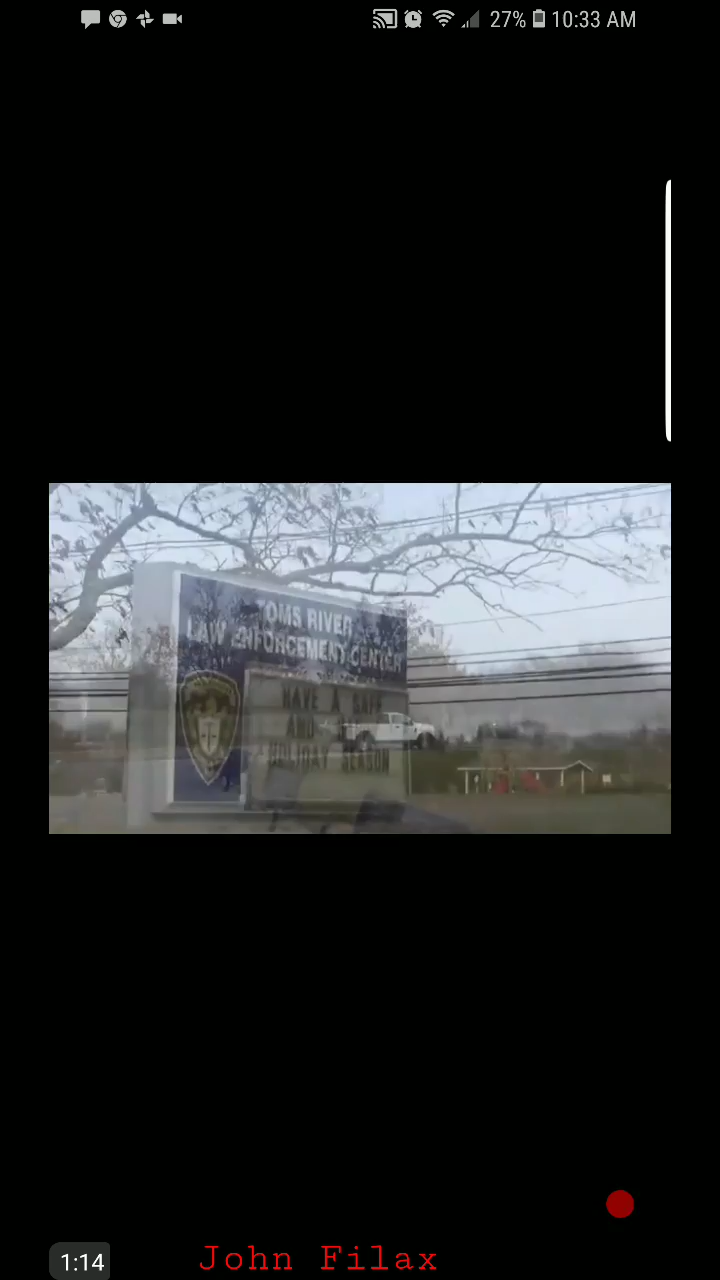 27% 10:33 AM
TOMS RIVER
LAW ENFORCEMENT CENTER
HAVE A SAFE
AND
HOLIDAY SEASON
1:14
John Filax